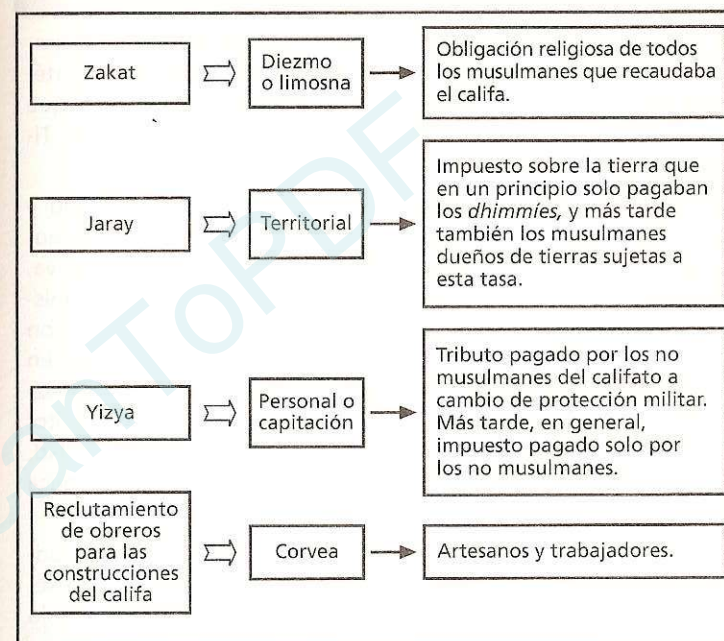 Zakat
Diezmo
o limosna
Obligación religiosa de todos
los musulmanes que recaudaba
el califa.
Jaray
Territorial
Impuesto sobre la tierra que
en un principio solo pagaban
los dhimmíes, y más tarde
también los musulmanes
dueños de tierras sujetas a
esta tasa.
Yizya
Personal o
capitación
Tributo pagado por los no
musulmanes del califato a
cambio de protección militar.
Más tarde, en general,
impuesto pagado solo por
los no musulmanes.
Reclutamiento
de obreros
para las
construcciones
del califa
Corvea
Artesanos y trabajadores.